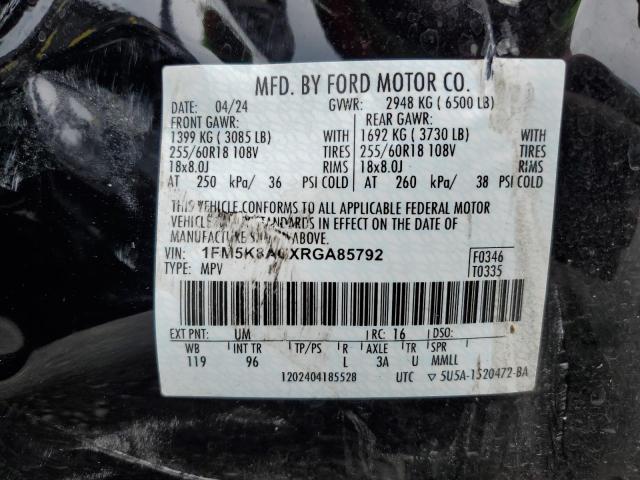 MFD. BY FORD MOTOR CO.
DATE: 04/24 GVWR: 2948 KG ( 6500 LB)
FRONT GAWR: REAR GAWR:
1399 KG ( 3085 LB) WITH 1692 KG ( 3730 LB) WITH
255/60R18 108V TIRES 255/60R18 108V TIRES
18x8.0J RIMS 18x8.0J RIMS
AT 250 kPa/ 36 PSI COLD AT 260 kPa/ 38 PSI COLD
THIS VEHICLE CONFORMS TO ALL APPLICABLE FEDERAL MOTOR
VEHICLE STANDARDS IN EFFECT ON THE DATE OF
MANUFACTURE SHOWN ABOVE.
VIN: XRGA85792 F0346
TYPE: MPV T0335
EXT PNT: UM RC: 16 DSO:
WB INT TR TP/PS R AXLE TR SPR
119 96 L 3A U MMLL
1202404185528 UTC ▽ 5U5A-1520472-BA